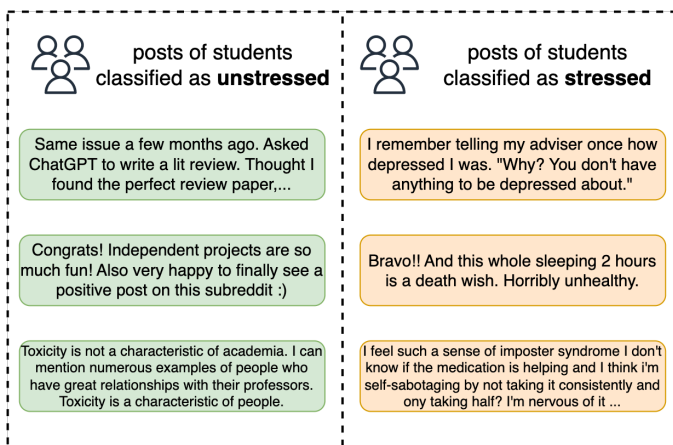 posts of students
classified as unstressed
Same issue a few months ago. Asked
ChatGPT to write a lit review. Thought I
found the perfect review paper,...
Congrats! Independent projects are so
much fun! Also very happy to finally see a
positive post on this subreddit :)
Toxicity is not a characteristic of academia. I can
mention numerous examples of people who
have great relationships with their professors.
Toxicity is a characteristic of people.
posts of students
classified as stressed
I remember telling my adviser once how
depressed I was. "Why? You don't have
anything to be depressed about."
Bravo!! And this whole sleeping 2 hours
is a death wish. Horribly unhealthy.
I feel such a sense of imposter syndrome I don't
know if the medication is helping and I think i'm
self-sabotaging by not taking it consistently and
ony taking half? I'm nervous of it ...